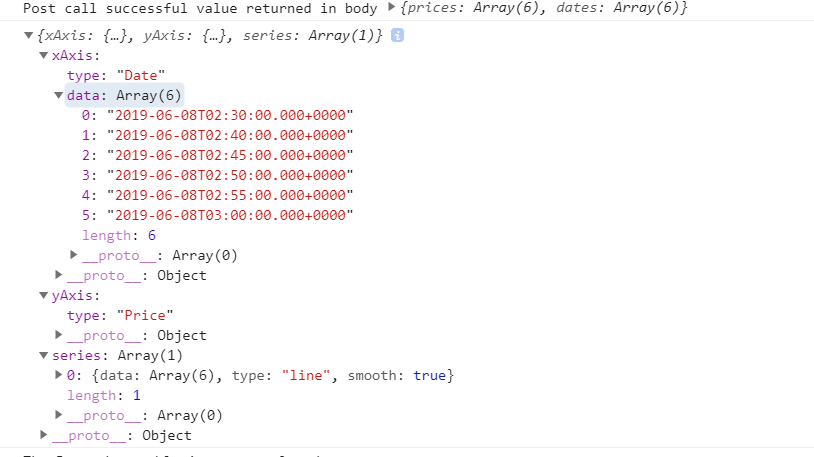 Post call successful value returned in body {prices: Array(6), dates: Array(6)}
{xAxis: {…}, yAxis: {…}, series: Array(1)} i
xAxis:
type: "Date"
data: Array(6)
0: "2019-06-08T02:30:00.000+0000"
1: "2019-06-08T02:40:00.000+0000"
2: "2019-06-08T02:45:00.000+0000"
3: "2019-06-08T02:50:00.000+0000"
4: "2019-06-08T02:55:00.000+0000"
5: "2019-06-08T03:00:00.000+0000"
length: 6
__proto__: Array(0)
__proto__: Object
yAxis:
type: "Price"
__proto__: Object
series: Array(1)
0: {data: Array(6), type: "line", smooth: true}
length: 1
__proto__: Array(0)
__proto__: Object